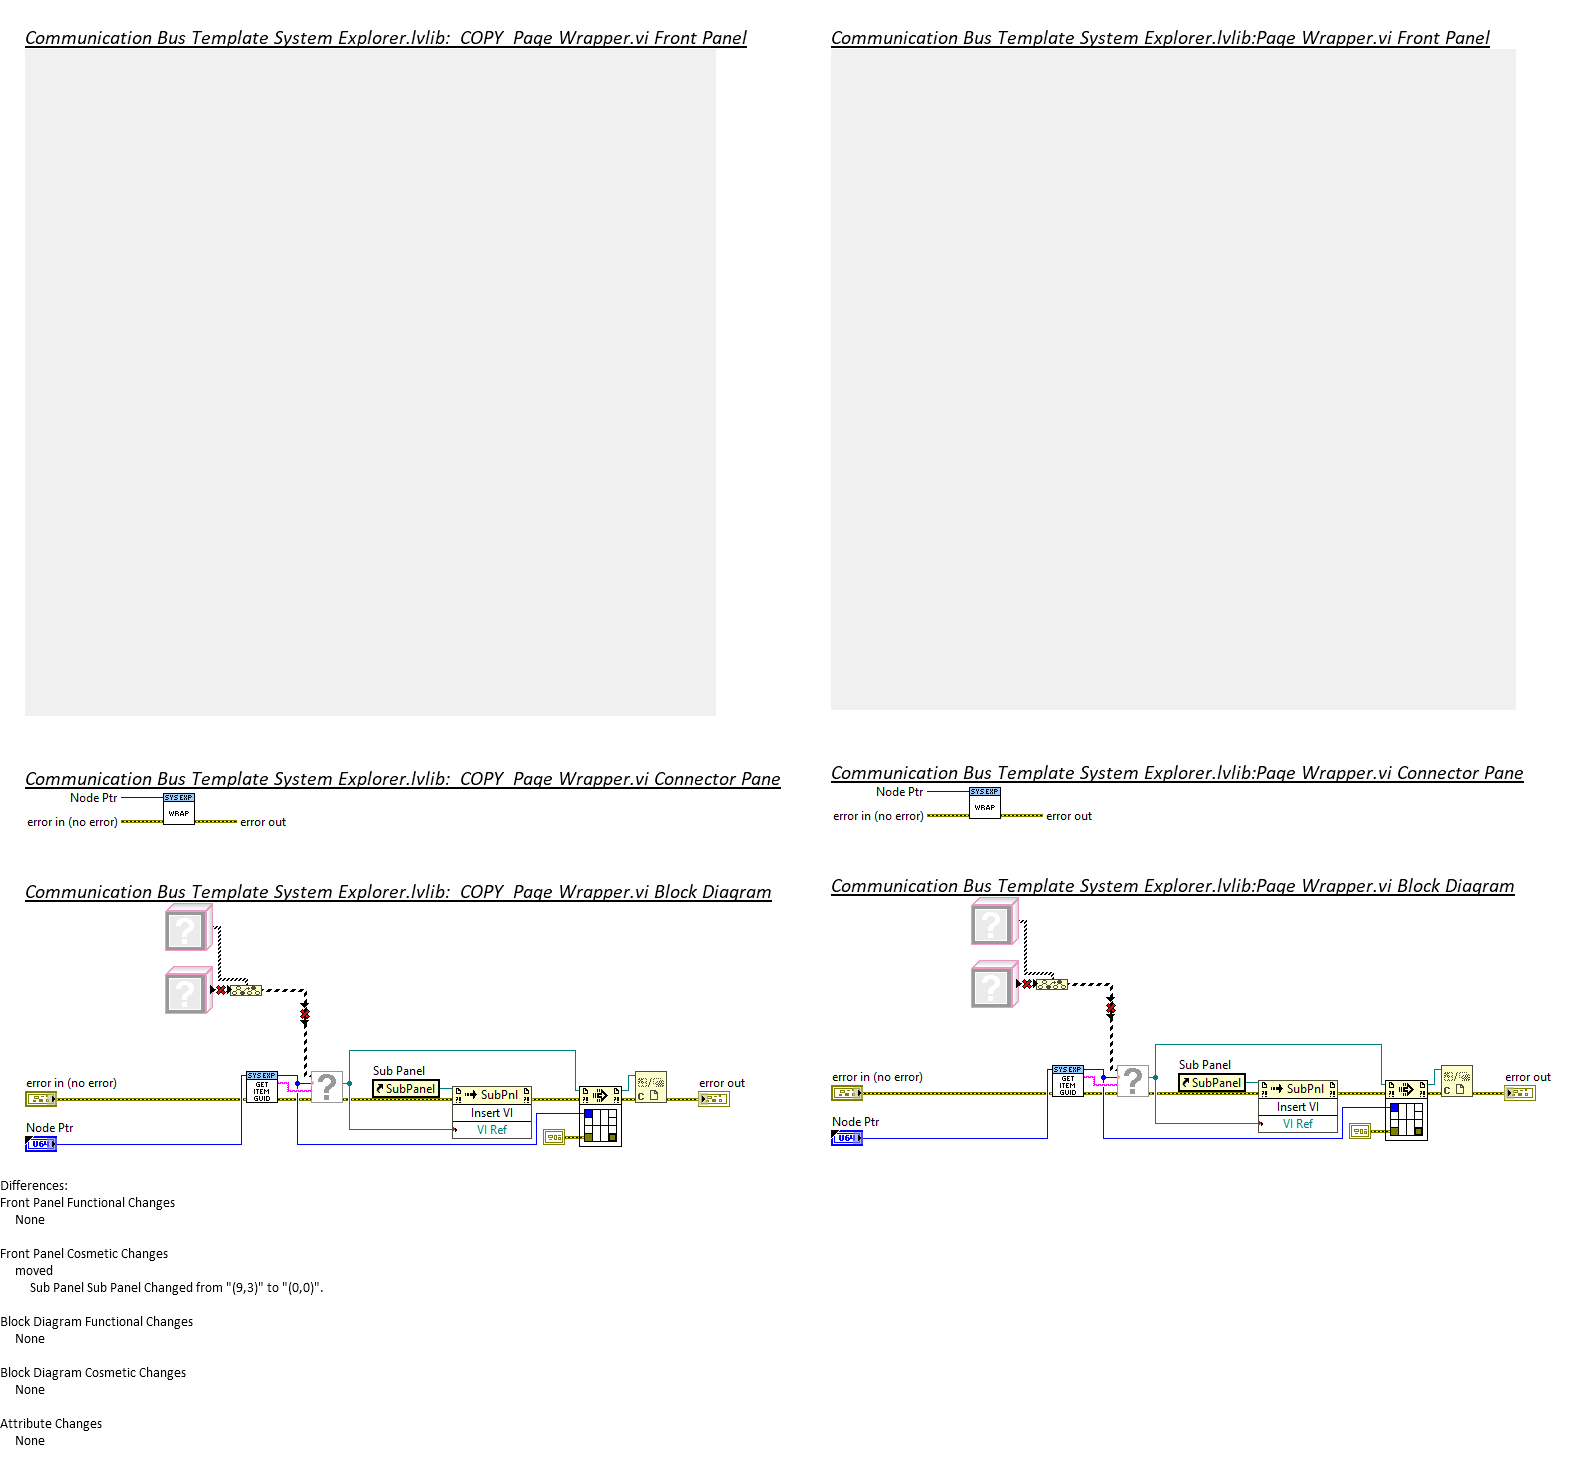 Communication Bus Template System Explorer.lvlib:  COPY  Page Wrapper.vi Front Panel
Communication Bus Template System Explorer.lvlib:Page Wrapper.vi Front Panel
Communication Bus Template System Explorer.lvlib:  COPY  Page Wrapper.vi Connector Pane
Node Ptr
SYS EXP
WRAP
error in (no error)
error out
Communication Bus Template System Explorer.lvlib:Page Wrapper.vi Connector Pane
Node Ptr
SYS EXP
WRAP
error in (no error)
error out
Communication Bus Template System Explorer.lvlib:  COPY  Page Wrapper.vi Block Diagram
?
?
error in (no error)
SYS EXP
GET
ITEM
GUID
?
Sub Panel
SubPanel
SubPnl
Insert VI
VI Ref
?!
?!
?!
?!
C
error out
Node Ptr
U64
Communication Bus Template System Explorer.lvlib:Page Wrapper.vi Block Diagram
?
?
error in (no error)
SYS EXP
GET
ITEM
GUID
?
Sub Panel
SubPanel
SubPnl
Insert VI
VI Ref
?!
?!
?!
?!
C
error out
Node Ptr
U64
Differences:
Front Panel Functional Changes
None
Front Panel Cosmetic Changes
moved
Sub Panel Sub Panel Changed from "(9,3)" to "(0,0)".
Block Diagram Functional Changes
None
Block Diagram Cosmetic Changes
None
Attribute Changes
None